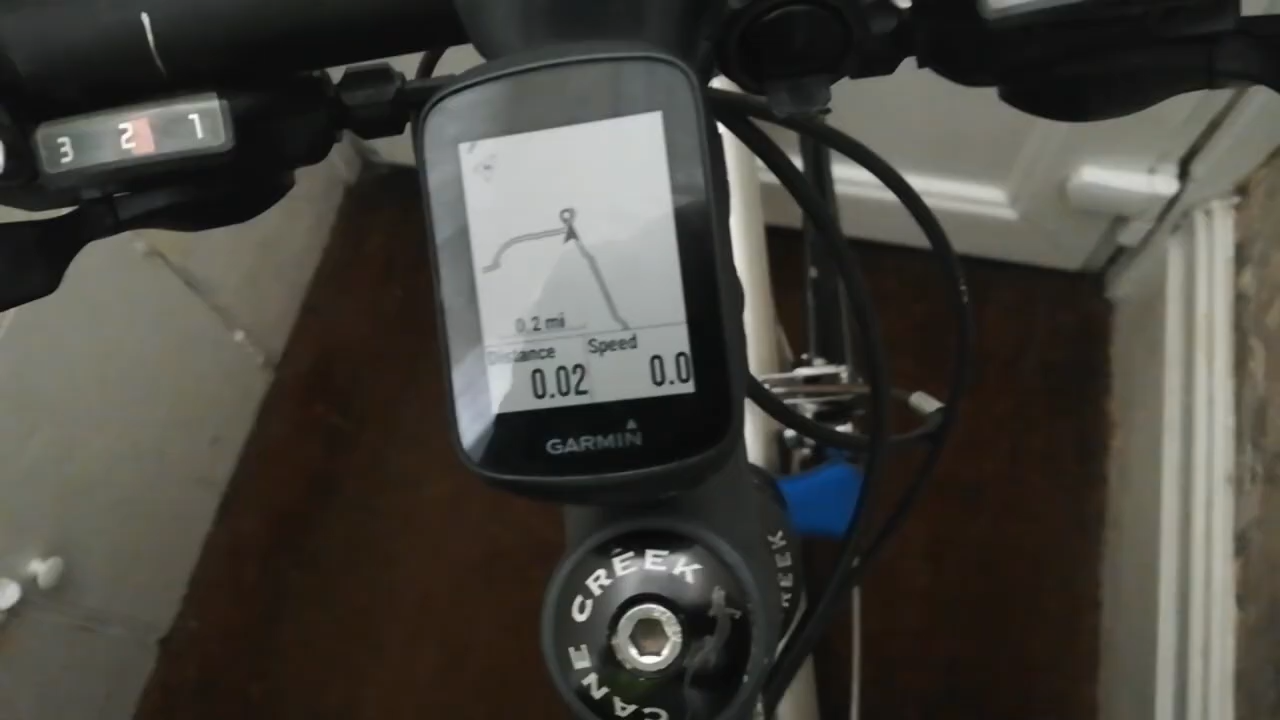 3 2 1
0.2 mi
Distance Speed
0.02 0.0
GARMIN
CANE CREEK
REEK